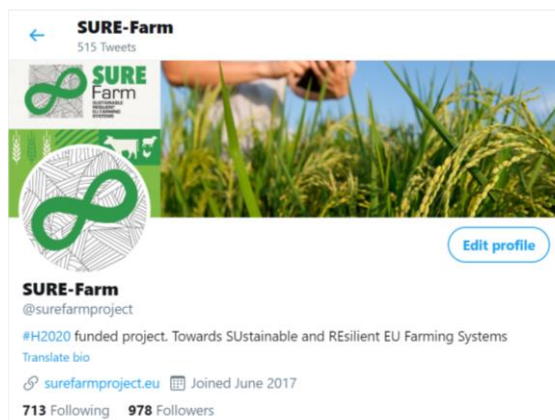 SURE-Farm
515 Tweets
SURE
Farm
SUSTAINABLE
RESILIENT
EU FARMING
SYSTEMS
Edit profile
SURE-Farm
@surefarmproject
#H2020 funded project. Towards SUstainable and REsilient EU Farming Systems
Translate bio
surefarmproject.eu Joined June 2017
713 Following 978 Followers